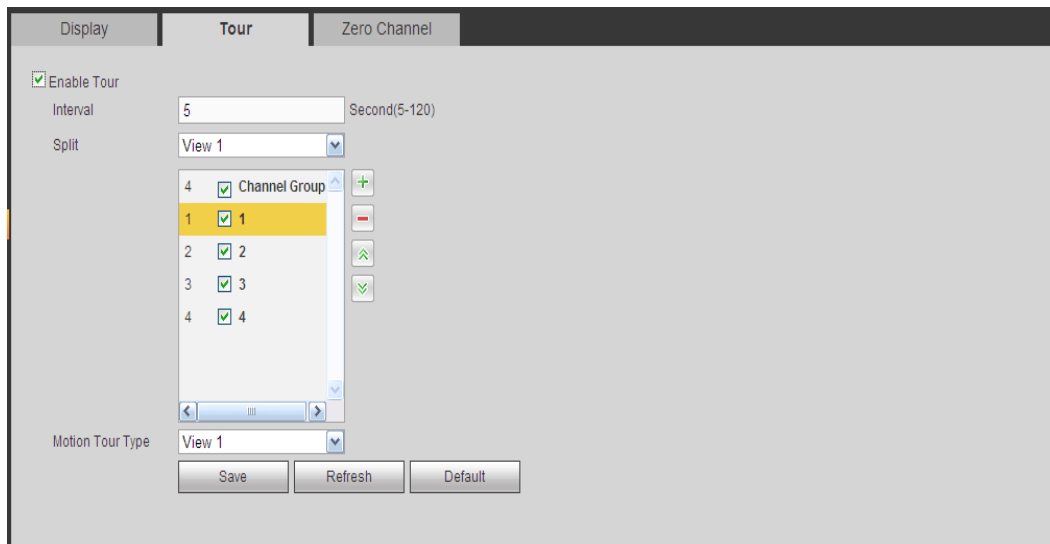 Display Tour Zero Channel
Enable Tour
Interval 5 Second(5-120)
Split View 1
4 Channel Group
1 1
2 2
3 3
4 4
Motion Tour Type View 1
Save Refresh Default